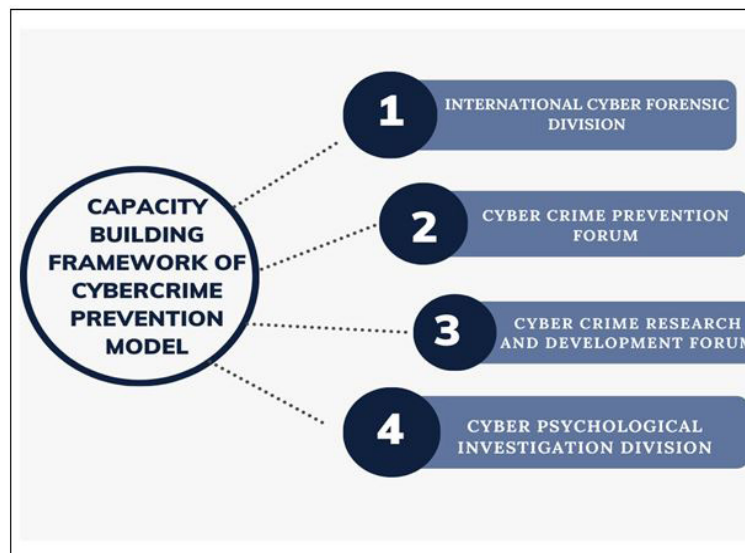 CAPACITY
BUILDING
FRAMEWORK OF
CYBERCRIME
PREVENTION
MODEL
1
INTERNATIONAL CYBER FORENSIC
DIVISION
2
CYBER CRIME PREVENTION
FORUM
3
CYBER CRIME RESEARCH
AND DEVELOPMENT FORUM
4
CYBER PSYCHOLOGICAL
INVESTIGATION DIVISION